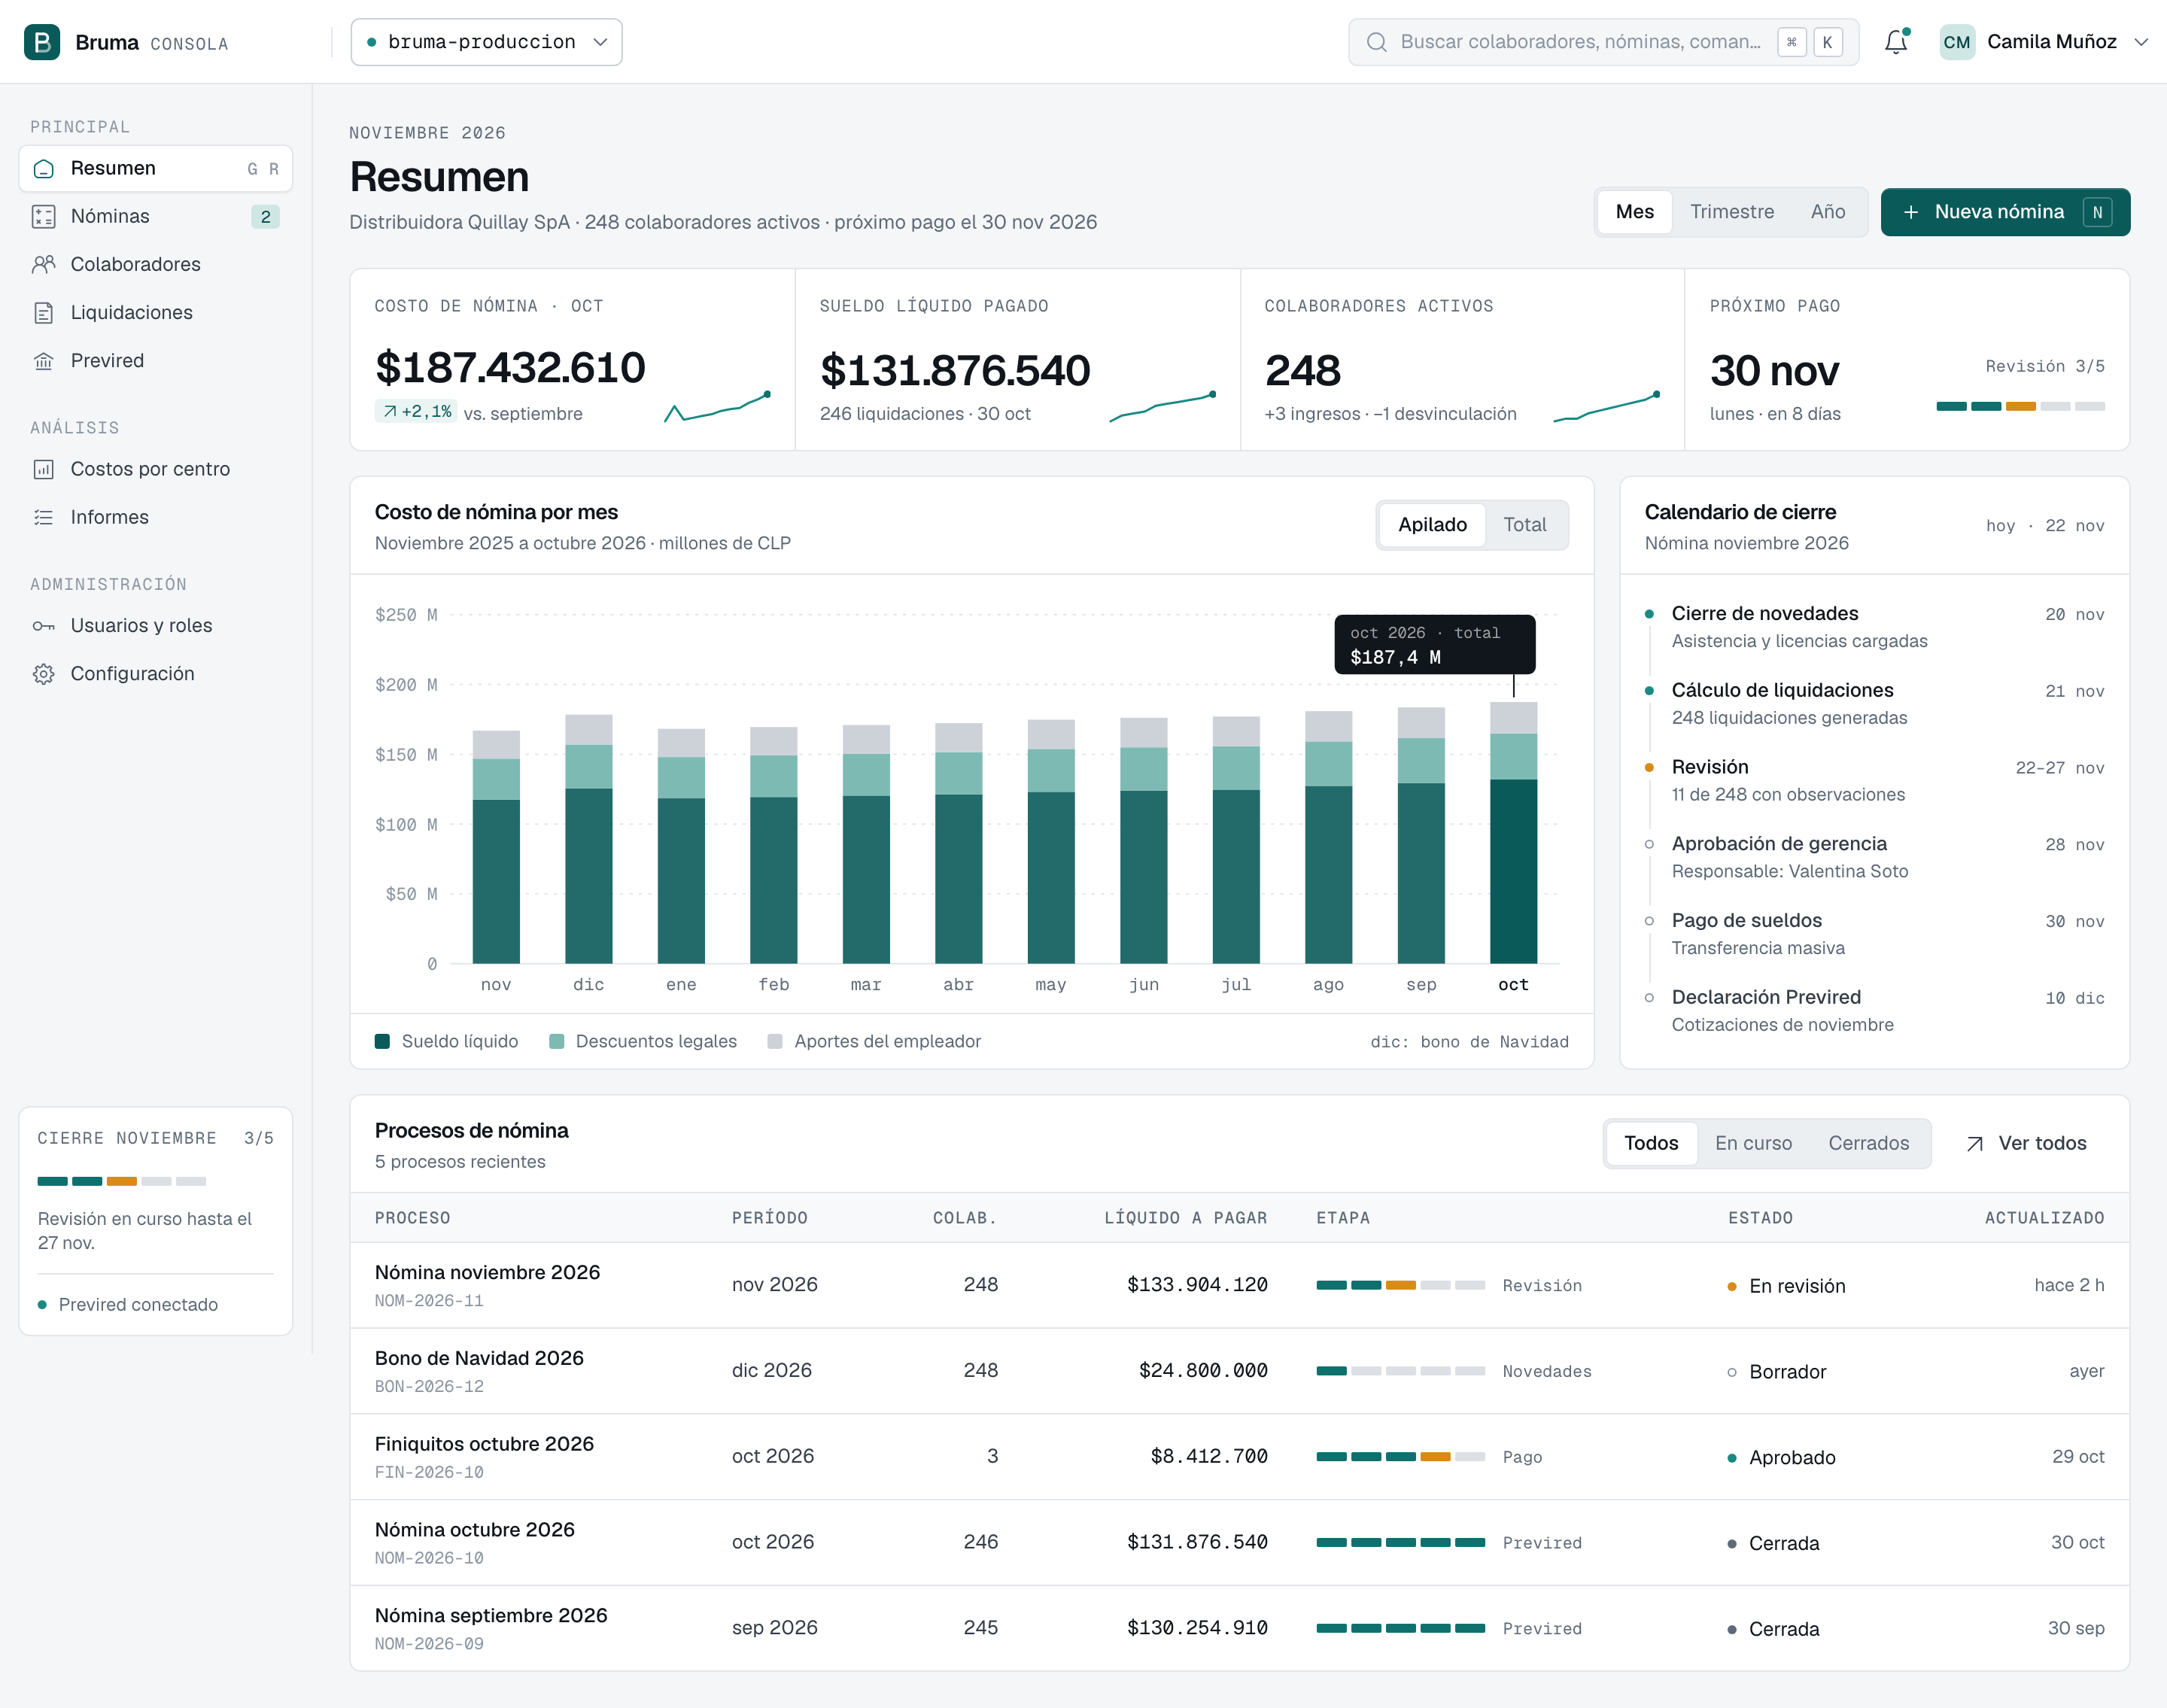 Bruma CONSOLA
bruma-produccion
Buscar colaboradores, nóminas, coman…
⌘ K
CM Camila Muñoz
PRINCIPAL
Resumen G R
Nóminas 2
Colaboradores
Liquidaciones
Previred
ANÁLISIS
Costos por centro
Informes
ADMINISTRACIÓN
Usuarios y roles
Configuración
CIERRE NOVIEMBRE 3/5
Revisión en curso hasta el
27 nov.
Previred conectado
NOVIEMBRE 2026
Resumen
Distribuidora Quillay SpA · 248 colaboradores activos · próximo pago el 30 nov 2026
Mes Trimestre Año
Nueva nómina N
COSTO DE NÓMINA · OCT
$187.432.610
+2,1% vs. septiembre
SUELDO LÍQUIDO PAGADO
$131.876.540
246 liquidaciones · 30 oct
COLABORADORES ACTIVOS
248
+3 ingresos · −1 desvinculación
PRÓXIMO PAGO
30 nov
lunes · en 8 días
Revisión 3/5
Costo de nómina por mes
Noviembre 2025 a octubre 2026 · millones de CLP
Apilado Total
$250 M
$200 M
$150 M
$100 M
$50 M
0
oct 2026 · total
$187,4 M
nov dic ene feb mar abr may jun jul ago sep oct
Sueldo líquido Descuentos legales Aportes del empleador
dic: bono de Navidad
Calendario de cierre
Nómina noviembre 2026
hoy · 22 nov
Cierre de novedades 20 nov
Asistencia y licencias cargadas
Cálculo de liquidaciones 21 nov
248 liquidaciones generadas
Revisión 22–27 nov
11 de 248 con observaciones
Aprobación de gerencia 28 nov
Responsable: Valentina Soto
Pago de sueldos 30 nov
Transferencia masiva
Declaración Previred 10 dic
Cotizaciones de noviembre
Procesos de nómina
5 procesos recientes
Todos En curso Cerrados
Ver todos
PROCESO PERÍODO COLAB. LÍQUIDO A PAGAR ETAPA ESTADO ACTUALIZADO
Nómina noviembre 2026
NOM-2026-11
nov 2026 248 $133.904.120 Revisión En revisión hace 2 h
Bono de Navidad 2026
BON-2026-12
dic 2026 248 $24.800.000 Novedades Borrador ayer
Finiquitos octubre 2026
FIN-2026-10
oct 2026 3 $8.412.700 Pago Aprobado 29 oct
Nómina octubre 2026
NOM-2026-10
oct 2026 246 $131.876.540 Previred Cerrada 30 oct
Nómina septiembre 2026
NOM-2026-09
sep 2026 245 $130.254.910 Previred Cerrada 30 sep